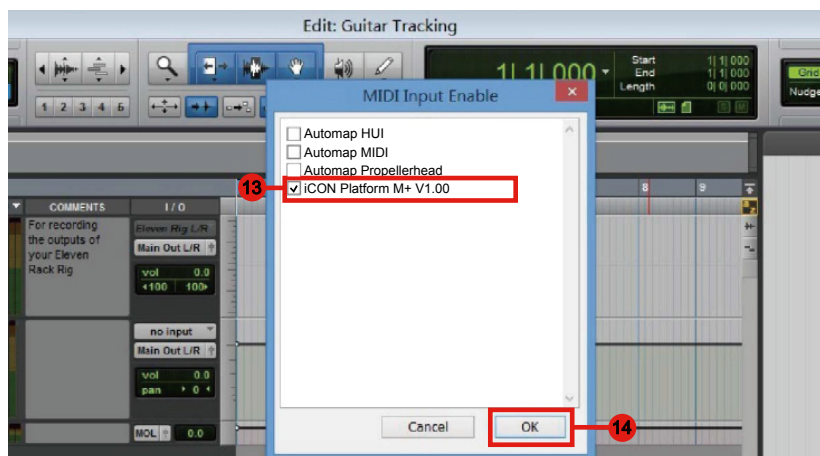 Edit: Guitar Tracking
1| 1| 000
Start 1| 1| 000
End 1| 1| 000
Length 0| 0| 000
Grid
Nudge
1 2 3 4 5
MIDI Input Enable
Automap HUI
Automap MIDI
Automap Propellerhead
13
iCON Platform M+ V1.00
8 9
COMMENTS I / O
For recording
the outputs of
your Eleven
Rack Rig
Eleven Rig L/R
Main Out L/R
vol 0.0
100 100
no input
Main Out L/R
vol 0.0
pan 0
Cancel OK
14
MOL 0.0